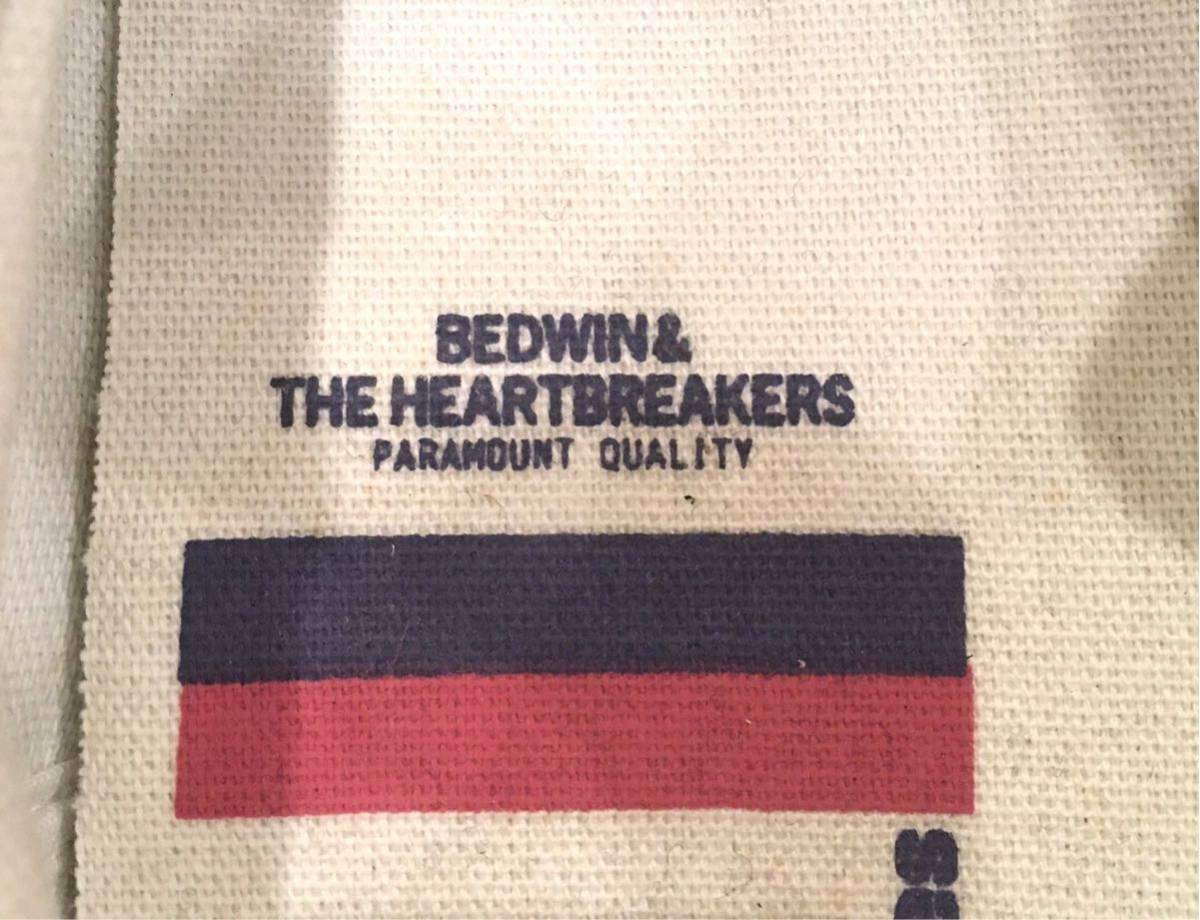 BEDWIN&
THE HEARTBREAKERS
PARAMOUNT QUALITY